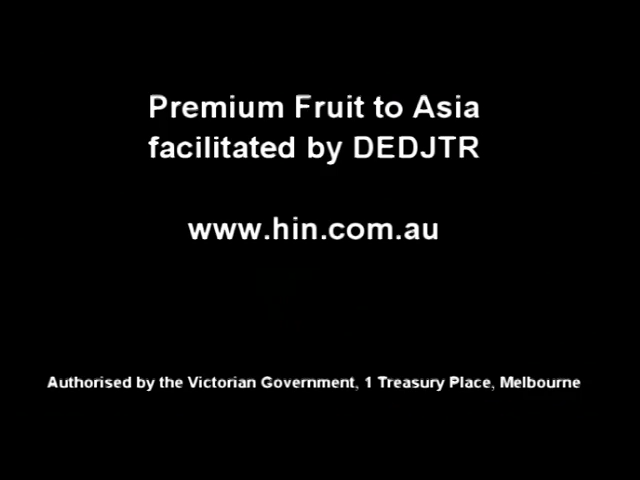 Premium Fruit to Asia
facilitated by DEDJTR
www.hin.com.au
Authorised by the Victorian Government, 1 Treasury Place, Melbourne